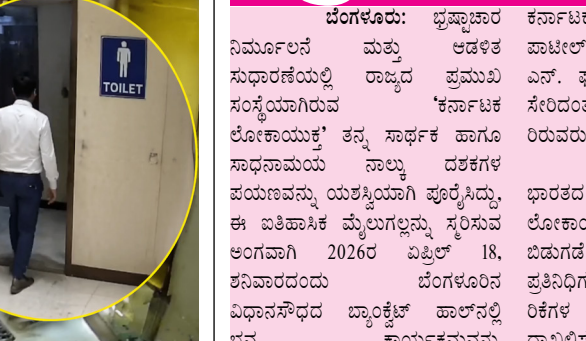 TOILET
ಬೆಂಗಳೂರು: ಭ್ರಷ್ಟಾಚಾರ
ನಿರ್ಮೂಲನೆ ಮತ್ತು ಆಡಳಿತ
ಸುಧಾರಣೆಯಲ್ಲಿ ರಾಜ್ಯದ ಪ್ರಮುಖ
ಸಂಸ್ಥೆಯಾಗಿರುವ ‘ಕರ್ನಾಟಕ
ಲೋಕಾಯುಕ್ತ’ ತನ್ನ ಸಾರ್ಥಕ ಹಾಗೂ
ಸಾಧನಾಮಯ ನಾಲ್ಕು ದಶಕಗಳ
ಪಯಣವನ್ನು ಯಶಸ್ವಿಯಾಗಿ ಪೂರೈಸಿದ್ದು,
ಈ ಐತಿಹಾಸಿಕ ಮೈಲುಗಲ್ಲನ್ನು ಸ್ಮರಿಸುವ
ಅಂಗವಾಗಿ 2026ರ ಏಪ್ರಿಲ್ 18,
ಶನಿವಾರದಂದು ಬೆಂಗಳೂರಿನ
ವಿಧಾನಸೌಧದ ಬ್ಯಾಂಕ್ವೆಟ್ ಹಾಲ್‌ನಲ್ಲಿ
ಕರ್ನಾಟಕ
ಪಾಟೀಲ್
ಎನ್.
ಸೇರಿದಂ
ರಿರುವರು
ಭಾರತದ
ಲೋಕಾಂ
ಬಿಡುಗಡೆ
ಪ್ರತಿನಿಧಿಗ
ರಿಕೆಗಳ